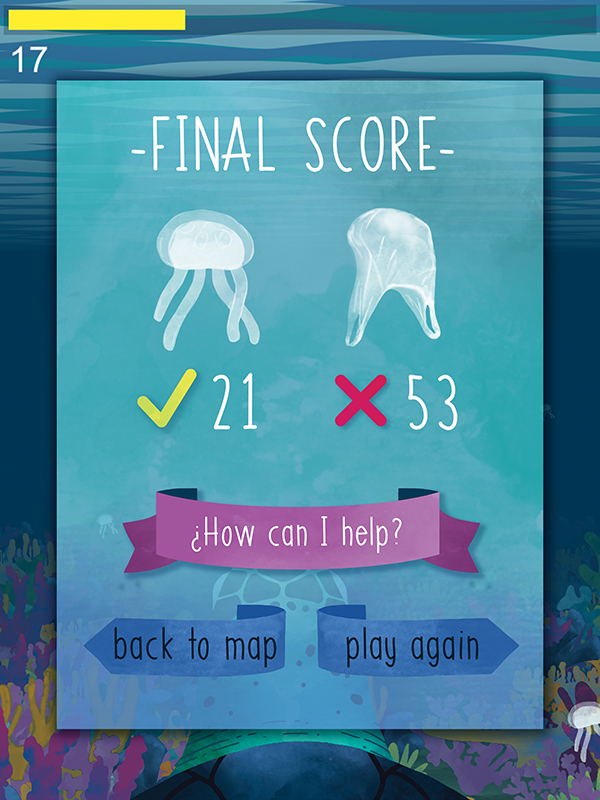 17
-FINAL SCORE-
21
53
¿How can I help?
back to map
play again